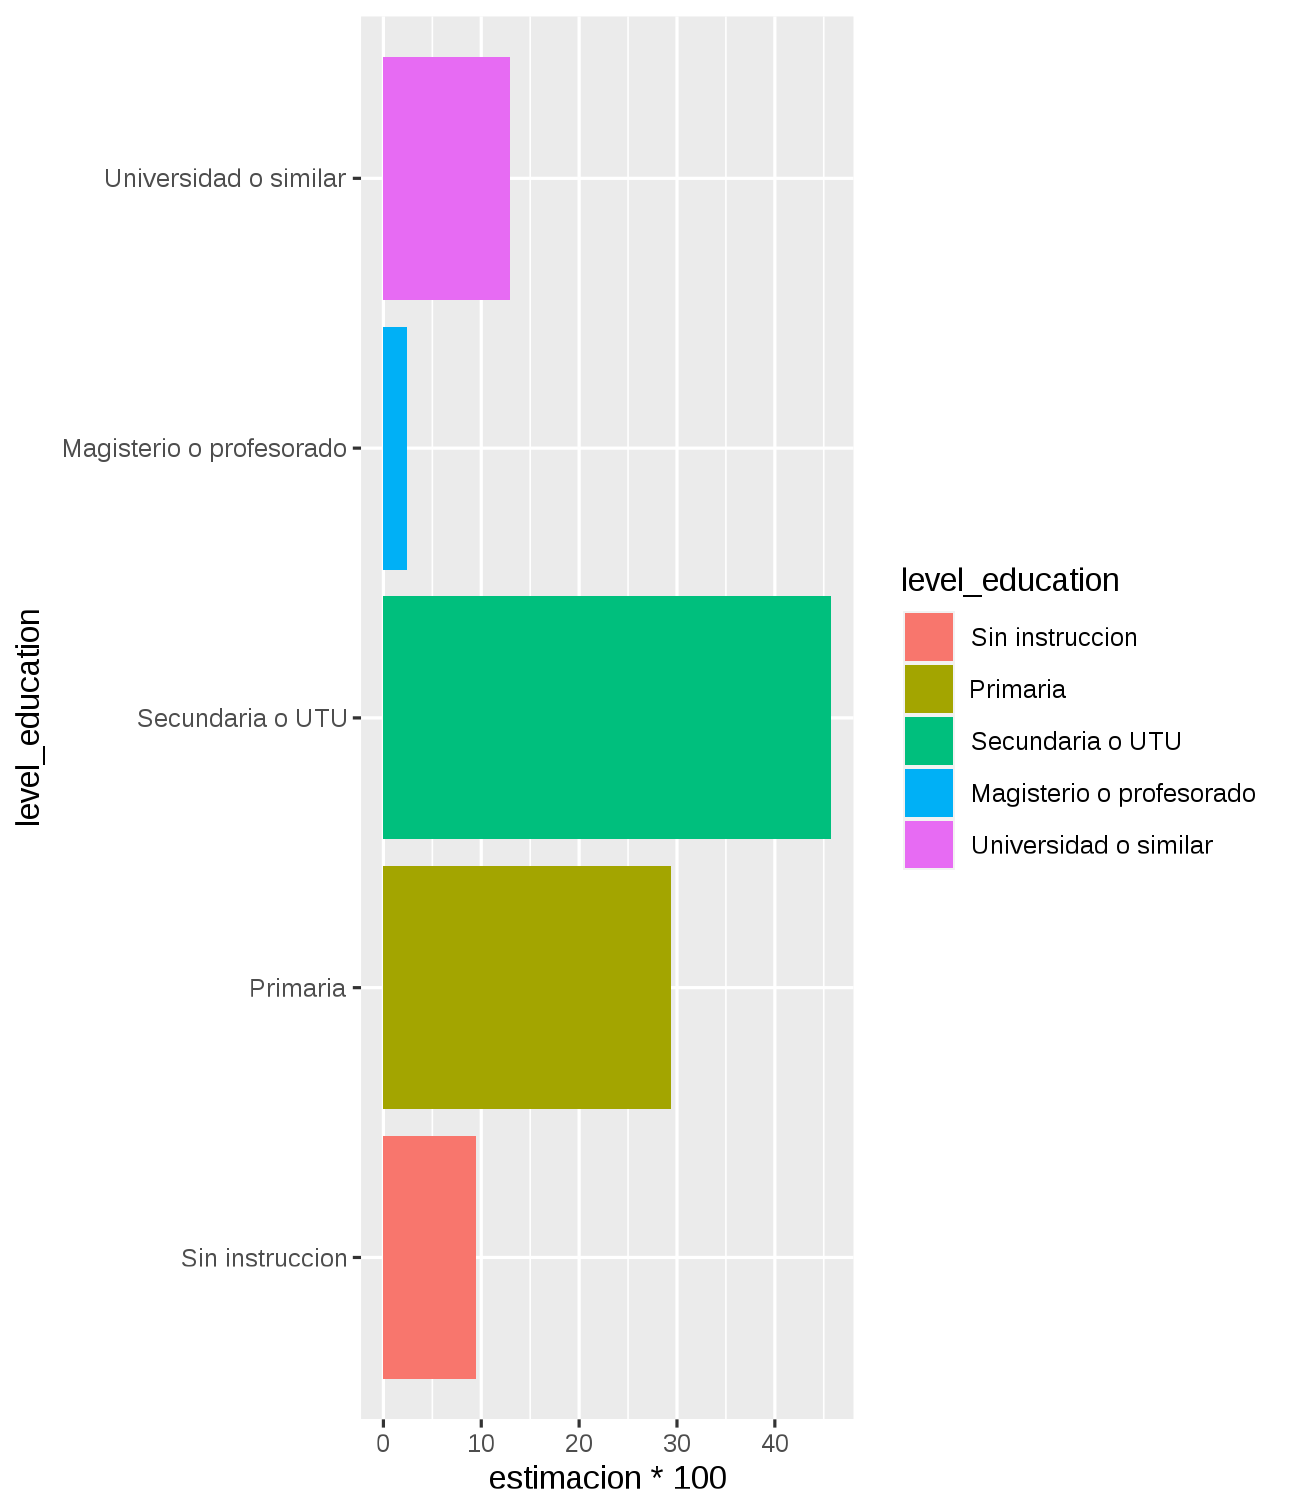 Universidad o similar
Magisterio o profesorado
Secundaria o UTU
Primaria
Sin instruccion
level_education
0 10 20 30 40
estimacion * 100
level_education
Sin instruccion
Primaria
Secundaria o UTU
Magisterio o profesorado
Universidad o similar